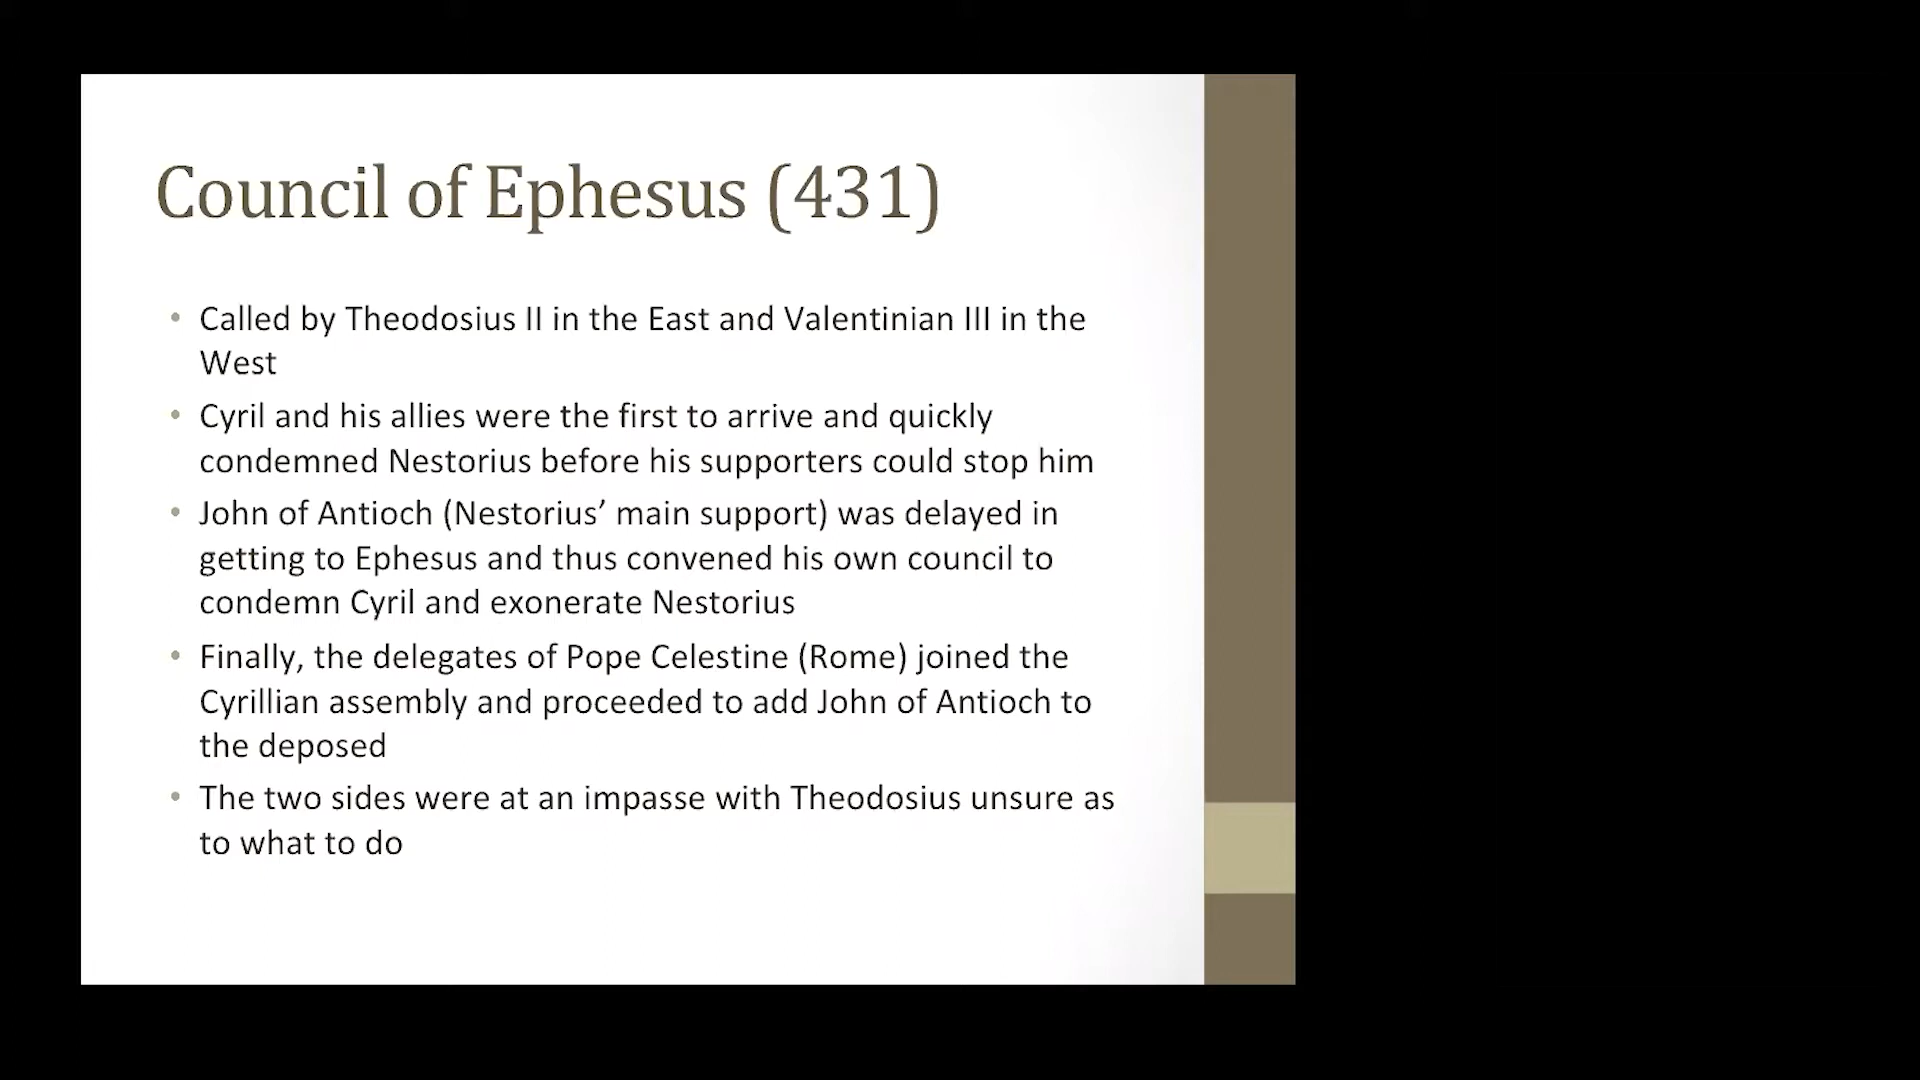 Council of Ephesus (431)
• Called by Theodosius II in the East and Valentinian III in the
West
• Cyril and his allies were the first to arrive and quickly
condemned Nestorius before his supporters could stop him
• John of Antioch (Nestorius’ main support) was delayed in
getting to Ephesus and thus convened his own council to
condemn Cyril and exonerate Nestorius
• Finally, the delegates of Pope Celestine (Rome) joined the
Cyrillian assembly and proceeded to add John of Antioch to
the deposed
• The two sides were at an impasse with Theodosius unsure as
to what to do